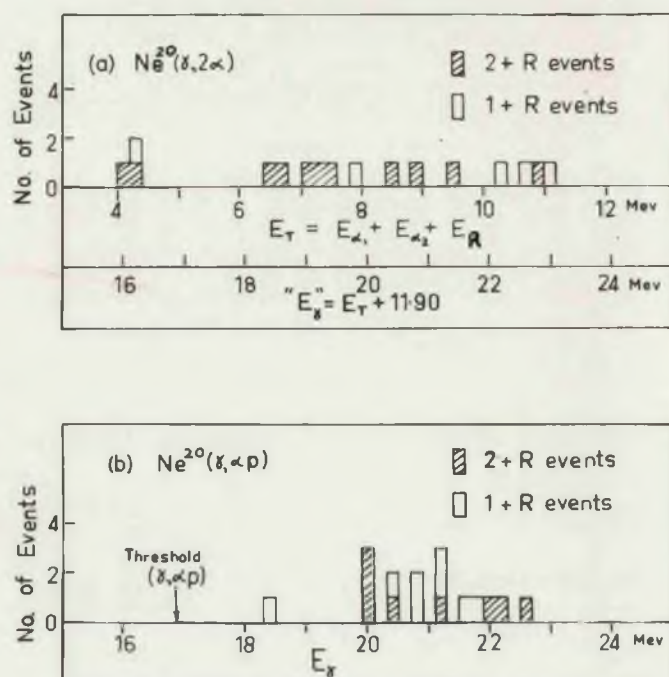 (a) Ne²⁰(γ,2α)
2 + R events
1 + R events
No. of Events
4
2
0
4 6 8 10 12 Mev
E_T = E_α₁ + E_α₂ + E_R
16 18 20 22 24 Mev
"E_γ" = E_T + 11·90
(b) Ne²⁰(γ,αp)
2 + R events
1 + R events
No. of Events
4
2
0
Threshold
(γ,αp)
16 18 20 22 24 Mev
E_γ